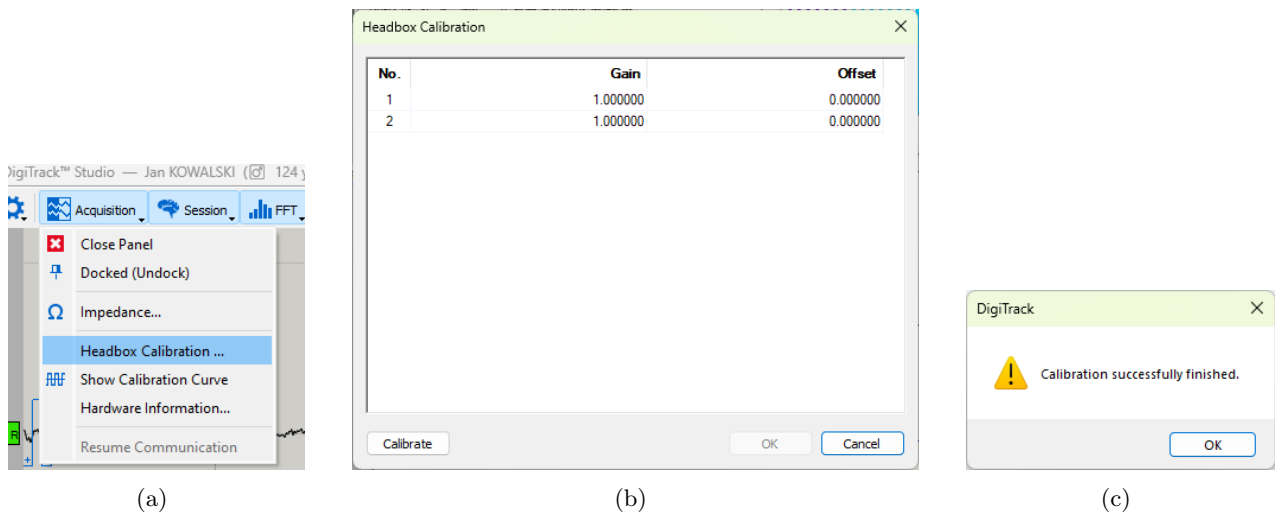 DigiTrack™ Studio — Jan KOWALSKI (♂ 124 y
Acquisition Session FFT
Close Panel
Docked (Undock)
Ω Impedance...
Headbox Calibration ...
Show Calibration Curve
Hardware Information...
R
Resume Communication
(a)
Headbox Calibration
No. Gain Offset
1 1.000000 0.000000
2 1.000000 0.000000
Calibrate OK Cancel
(b)
DigiTrack
Calibration successfully finished.
OK
(c)